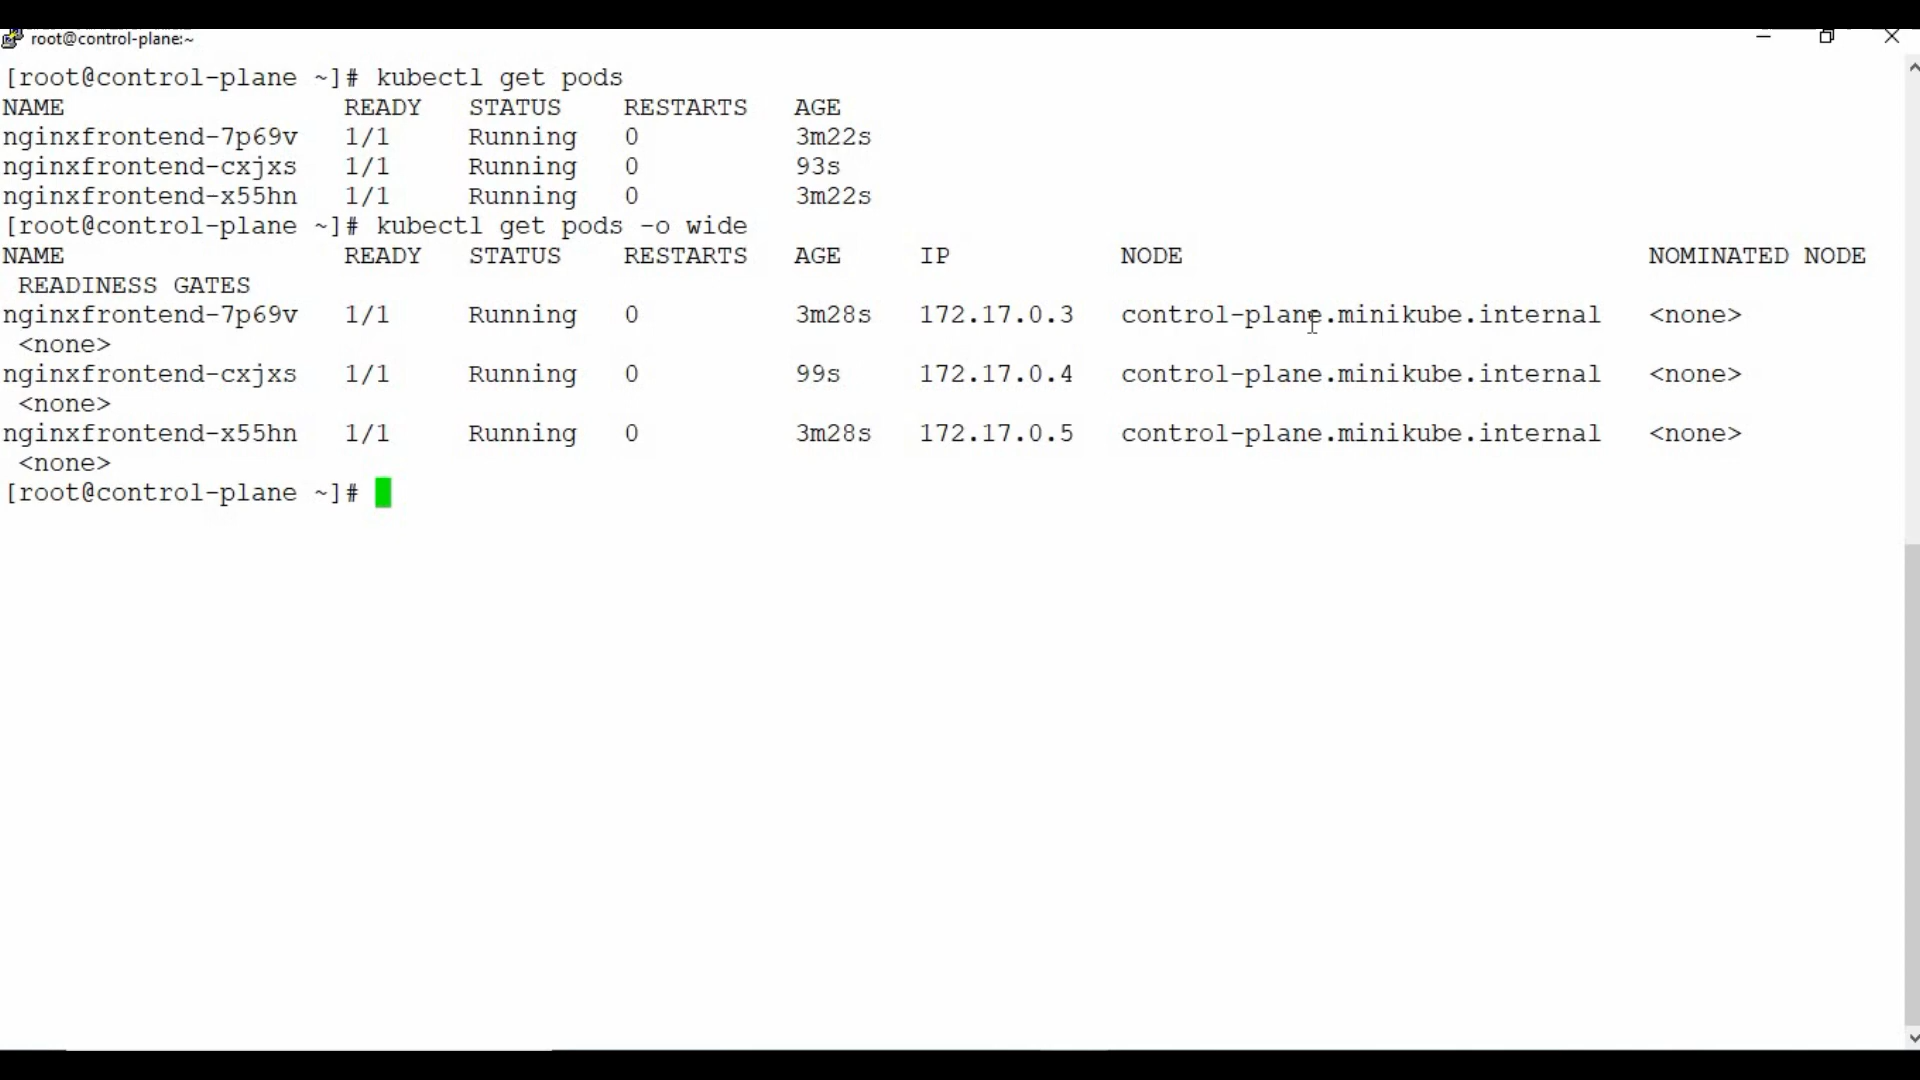 root@control-plane:~
[root@control-plane ~]# kubectl get pods
NAME                  READY   STATUS    RESTARTS   AGE
nginxfrontend-7p69v   1/1     Running   0          3m22s
nginxfrontend-cxjxs   1/1     Running   0          93s
nginxfrontend-x55hn   1/1     Running   0          3m22s
[root@control-plane ~]# kubectl get pods -o wide
NAME                  READY   STATUS    RESTARTS   AGE     IP           NODE                              NOMINATED NODE
 READINESS GATES
nginxfrontend-7p69v   1/1     Running   0          3m28s   172.17.0.3   control-plane.minikube.internal   <none>
 <none>
nginxfrontend-cxjxs   1/1     Running   0          99s     172.17.0.4   control-plane.minikube.internal   <none>
 <none>
nginxfrontend-x55hn   1/1     Running   0          3m28s   172.17.0.5   control-plane.minikube.internal   <none>
 <none>
[root@control-plane ~]#